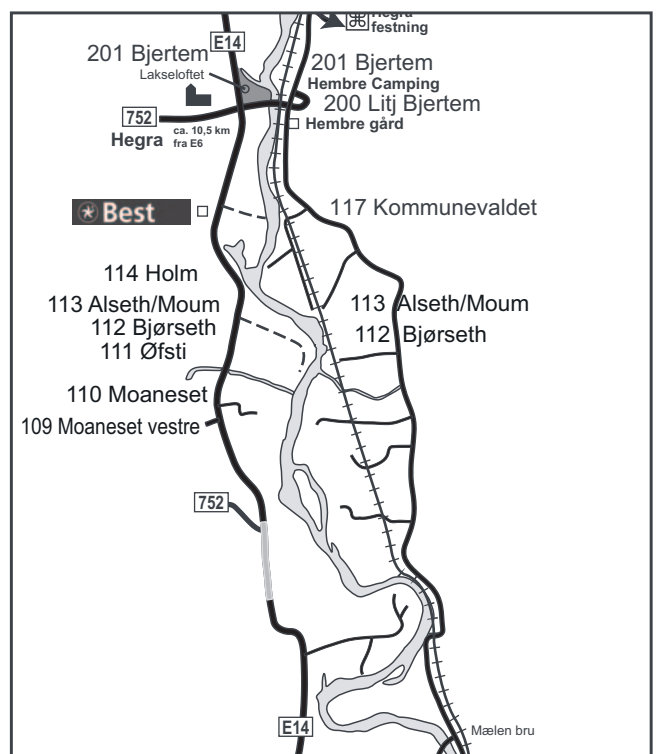 Hegra
festning
E14
201 Bjertem
Lakseloftet
201 Bjertem
Hembre Camping
200 Litj Bjertem
752
Hembre gård
Hegra
ca. 10,5 km
fra E6
Best
117 Kommunevaldet
114 Holm
113 Alseth/Moum
113 Alseth/Moum
112 Bjørseth
112 Bjørseth
111 Øfsti
110 Moaneset
109 Moaneset vestre
752
E14
Mælen bru